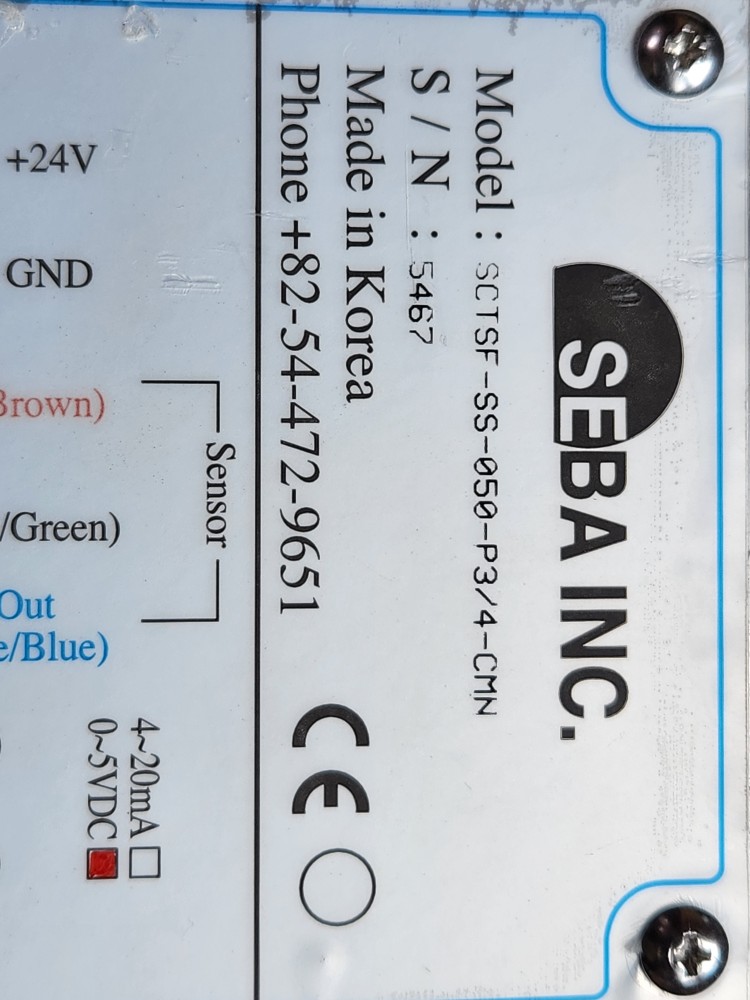 SEBA INC.
Model : SCTSF-SS-050-P3/4-CMN
S / N : 5467
Made in Korea
Phone +82-54-472-9651
CE
+24V
GND
Brown)
Sensor
/Green)
Out
e/Blue)
4~20mA
0~5VDC